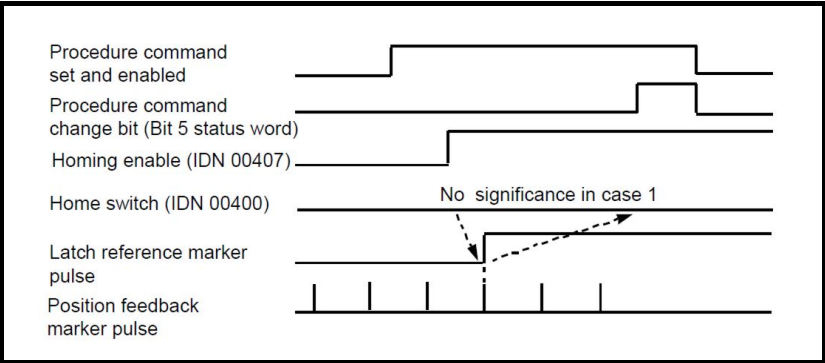 Procedure command
set and enabled
Procedure command
change bit (Bit 5 status word)
Homing enable (IDN 00407)
No significance in case 1
Home switch (IDN 00400)
Latch reference marker
pulse
Position feedback
marker pulse